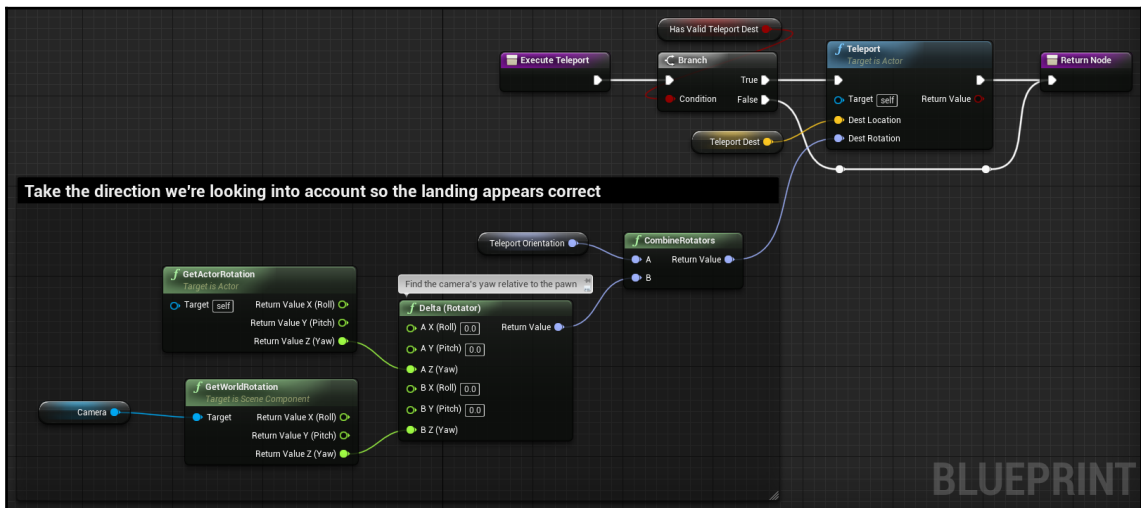 Has Valid Teleport Dest
Execute Teleport
Branch
True
Condition
False
Teleport
Target is Actor
Target self
Return Value
Dest Location
Dest Rotation
Return Node
Teleport Dest
Take the direction we're looking into account so the landing appears correct
Teleport Orientation
CombineRotators
A
Return Value
B
GetActorRotation
Target is Actor
Target self
Return Value X (Roll)
Return Value Y (Pitch)
Return Value Z (Yaw)
Find the camera's yaw relative to the pawn
Delta (Rotator)
A X (Roll) 0.0
Return Value
A Y (Pitch) 0.0
A Z (Yaw)
B X (Roll) 0.0
B Y (Pitch) 0.0
B Z (Yaw)
Camera
GetWorldRotation
Target is Scene Component
Target
Return Value X (Roll)
Return Value Y (Pitch)
Return Value Z (Yaw)
BLUEPRINT